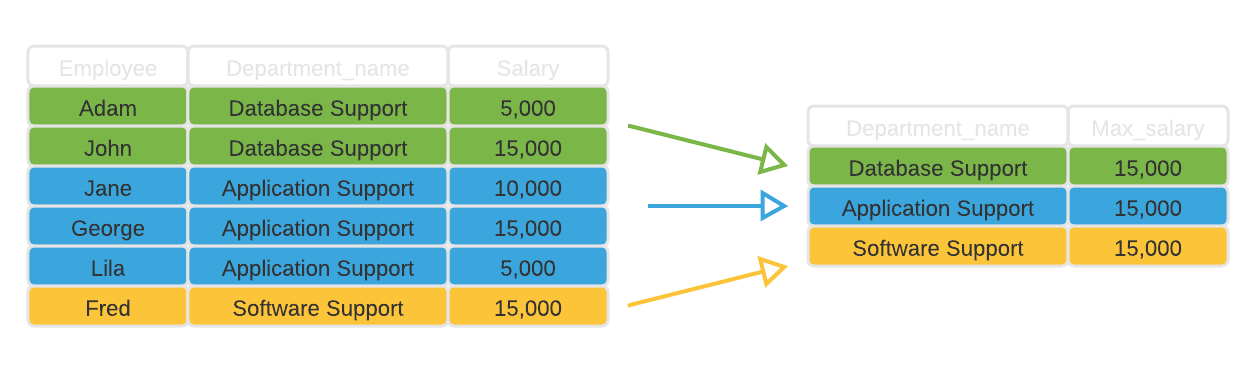 Employee Department_name Salary
Adam Database Support 5,000
John Database Support 15,000
Jane Application Support 10,000
George Application Support 15,000
Lila Application Support 5,000
Fred Software Support 15,000
Department_name Max_salary
Database Support 15,000
Application Support 15,000
Software Support 15,000